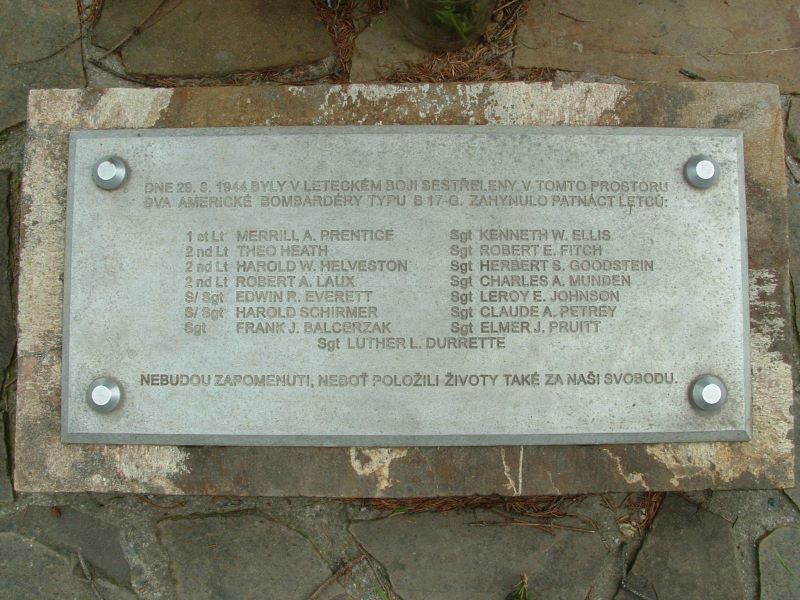 DNE 29. 8. 1944 BYLY V LETECKÉM BOJI SESTŘELENY V TOMTO PROSTORU
DVA AMERICKÉ BOMBARDÉRY TYPU B 17-G. ZAHYNULO PATNÁCT LETCŮ:
1 st Lt MERRILL A. PRENTICE Sgt KENNETH W. ELLIS
2 nd Lt THEO HEATH Sgt ROBERT E. FITCH
2 nd Lt HAROLD W. HELVESTON Sgt HERBERT S. GOODSTEIN
2 nd Lt ROBERT A. LAUX Sgt CHARLES A. MUNDEN
S/ Sgt EDWIN R. EVERETT Sgt LEROY E. JOHNSON
S/ Sgt HAROLD SCHIRMER Sgt CLAUDE A. PETREY
Sgt FRANK J. BALCERZAK Sgt ELMER J. PRUITT
Sgt LUTHER L. DURRETTE
NEBUDOU ZAPOMENUTI, NEBOŤ POLOŽILI ŽIVOTY TAKÉ ZA NAŠI SVOBODU.